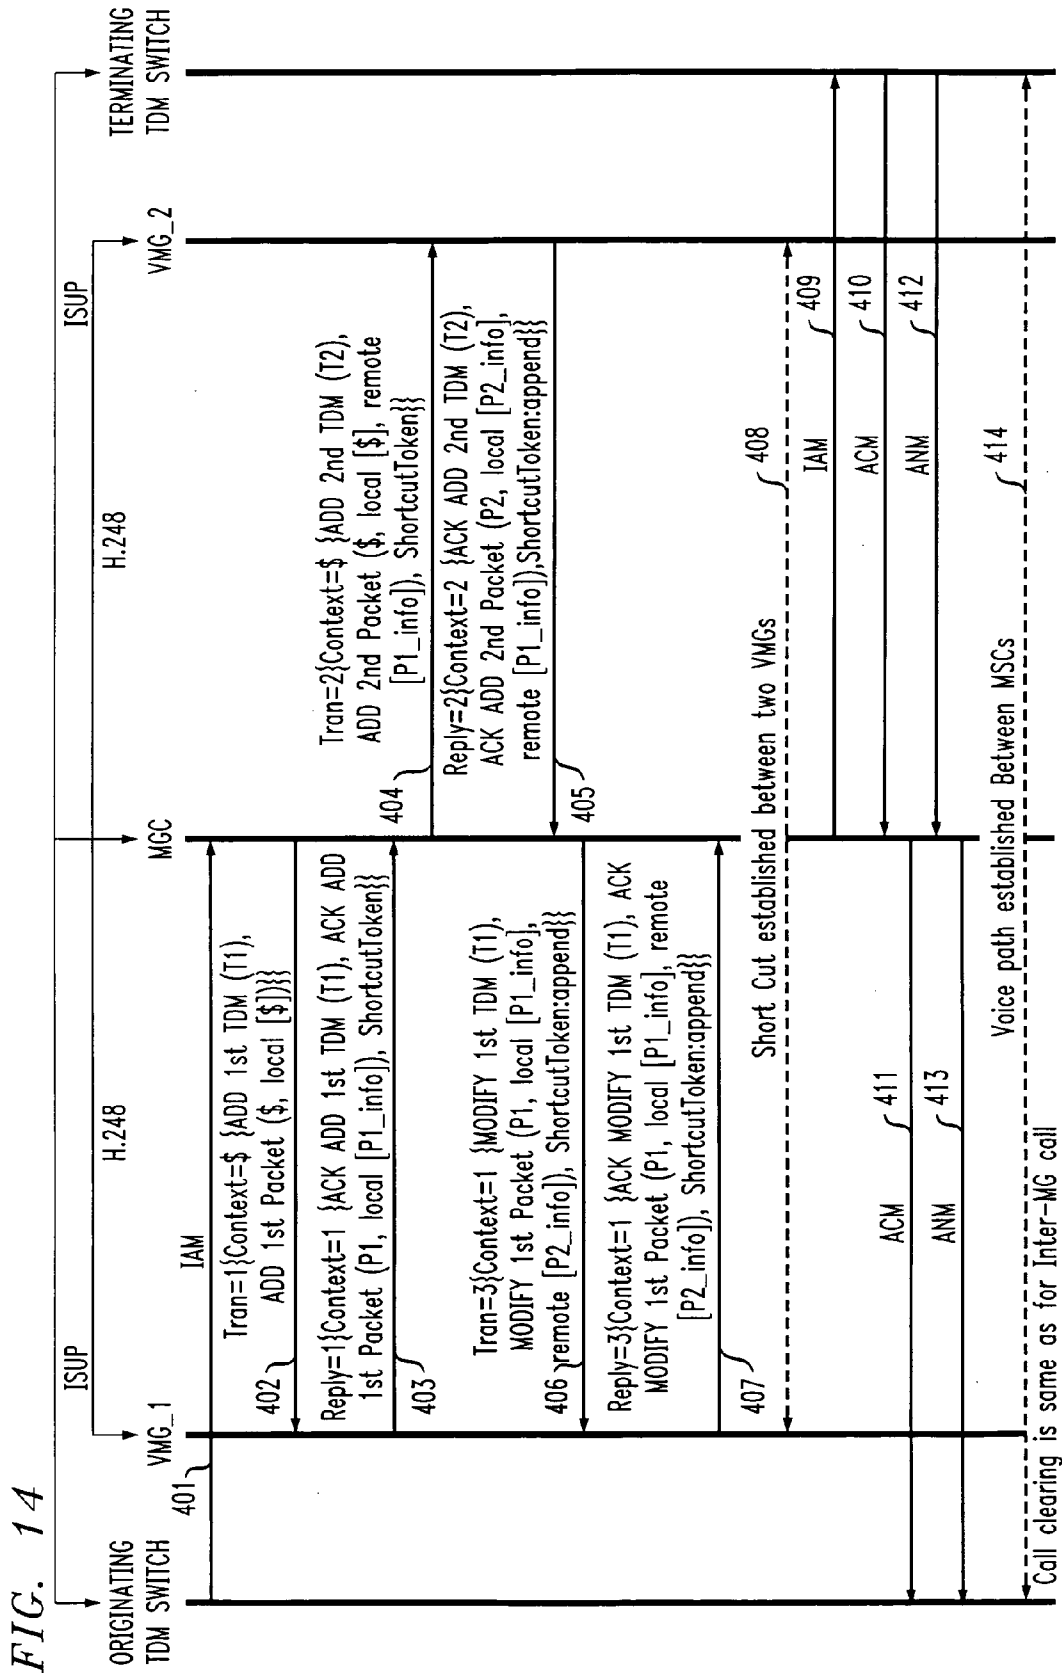 FIG. 14
ISUP
ISUP
H.248
H.248
ORIGINATING
TDM SWITCH
VMG_1
MGC
VMG_2
TERMINATING
TDM SWITCH
401
IAM
Tran=1{Context=$ {ADD 1st TDM (T1),
ADD 1st Packet ($, local [$])}}
402
Reply=1{Context=1 {ACK ADD 1st TDM (T1), ACK ADD
1st Packet (P1, local [P1_info]), ShortcutToken}}
403
Tran=2{Context=$ {ADD 2nd TDM (T2),
ADD 2nd Packet ($, local [$], remote
[P1_info]), ShortcutToken}}
404
Reply=2{Context=2 {ACK ADD 2nd TDM (T2),
ACK ADD 2nd Packet (P2, local [P2_info],
remote [P1_info]),ShortcutToken:append}}
405
Tran=3{Context=1 {MODIFY 1st TDM (T1),
MODIFY 1st Packet (P1, local [P1_info],
remote [P2_info]), ShortcutToken:append}}
406
Reply=3{Context=1 {ACK MODIFY 1st TDM (T1), ACK
MODIFY 1st Packet (P1, local [P1_info], remote
[P2_info]), ShortcutToken:append}}
407
Short Cut established between two VMGs
408
IAM
409
ACM
410
ACM
411
ANM
412
ANM
413
Voice path established Between MSCs
414
Call clearing is same as for Inter-MG call